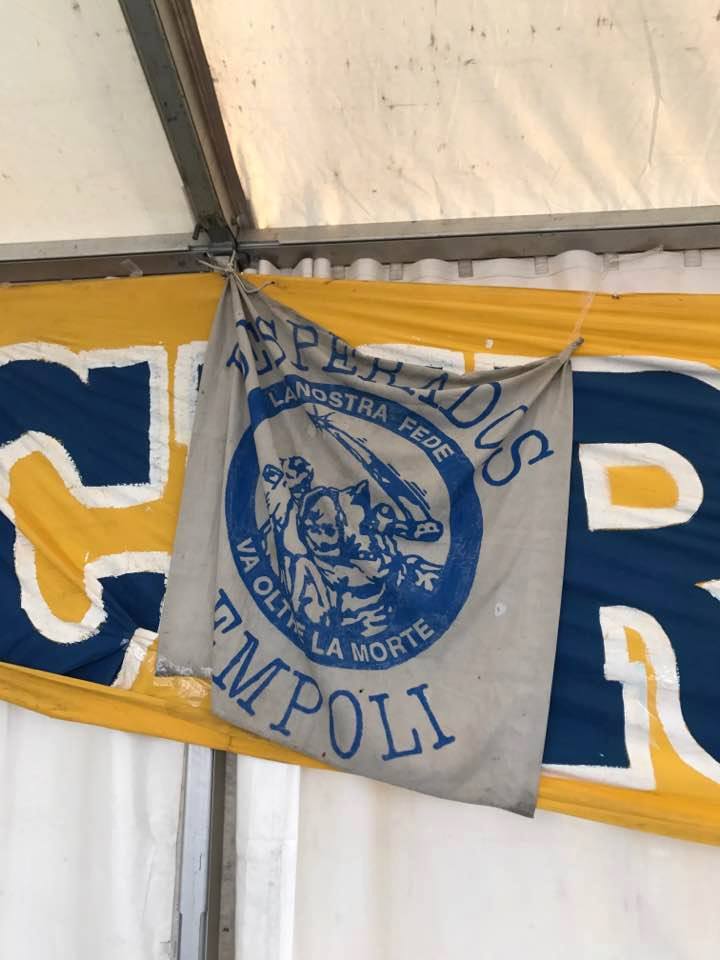 ESPERADOS
LA NOSTRA FEDE
VA OLTRE LA MORTE
EMPOLI
R